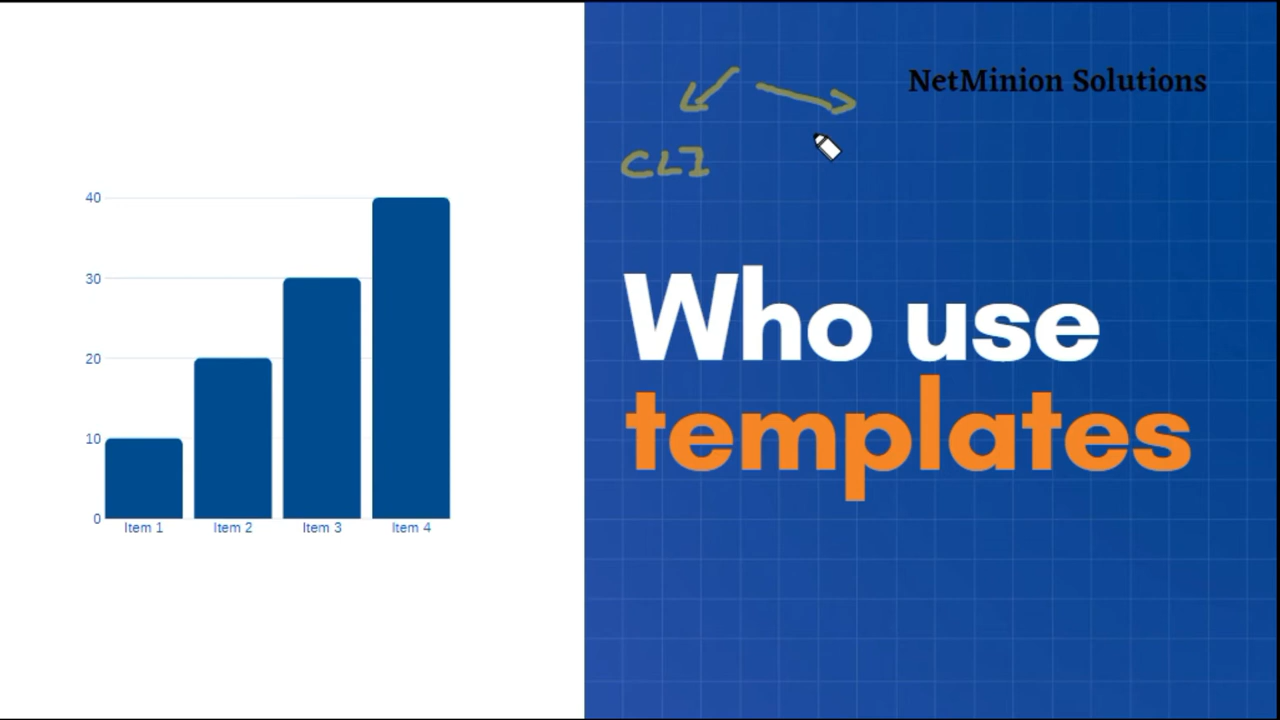 40
30
20
10
0
Item 1 Item 2 Item 3 Item 4
NetMinion Solutions
CLI
Who use
templates